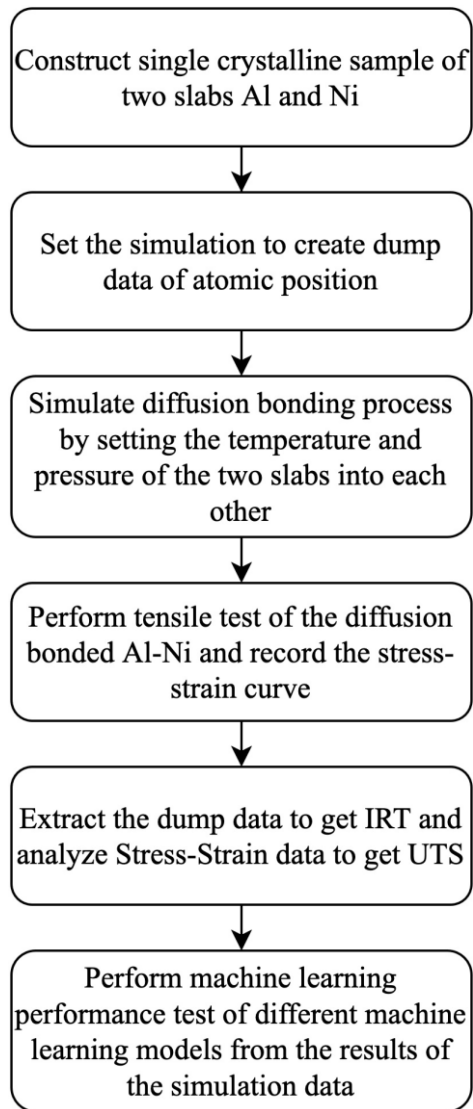 Construct single crystalline sample of
two slabs Al and Ni
Set the simulation to create dump
data of atomic position
Simulate diffusion bonding process
by setting the temperature and
pressure of the two slabs into each
other
Perform tensile test of the diffusion
bonded Al-Ni and record the stress-
strain curve
Extract the dump data to get IRT and
analyze Stress-Strain data to get UTS
Perform machine learning
performance test of different machine
learning models from the results of
the simulation data